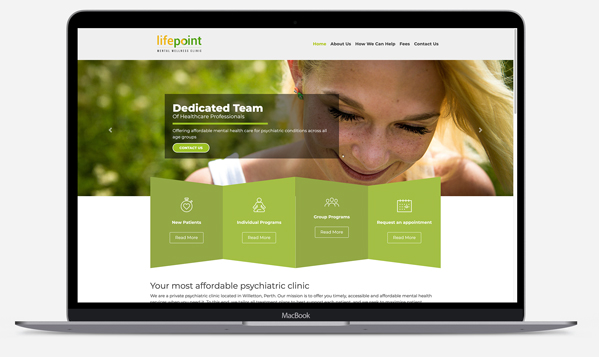 lifepoint
MENTAL WELLNESS CLINIC
Home About Us How We Can Help Fees Contact Us
Dedicated Team
Of Healthcare Professionals
Offering affordable mental health care for psychiatric conditions across all
age groups.
CONTACT US
New Patients
Individual Programs
Group Programs
Request an appointment
Read More
Read More
Read More
Read More
Your most affordable psychiatric clinic
We are a private psychiatric clinic located in Willetton, Perth. Our mission is to offer you timely, accessible and affordable mental health
MacBook